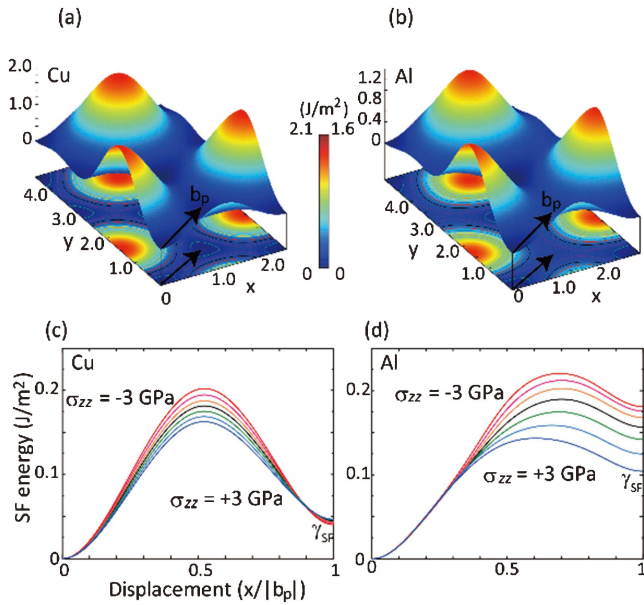 (a)
(b)
Cu
2.0
1.0
0
4.0
3.0
y
2.0
1.0
0
1.0
x
2.0
b_p
(J/m²)
2.1 1.6
0 0
Al
1.2
0.8
0.4
0
4.0
3.0
y
2.0
1.0
0
1.0
x
2.0
b_p
(c)
(d)
Cu
σ_zz = -3 GPa
σ_zz = +3 GPa
γ_SF
SF energy (J/m²)
0.2
0.1
0
0 0.5 1
Displacement (x/|b_p|)
Al
σ_zz = -3 GPa
σ_zz = +3 GPa
γ_SF
0.2
0.1
0
0 0.5 1